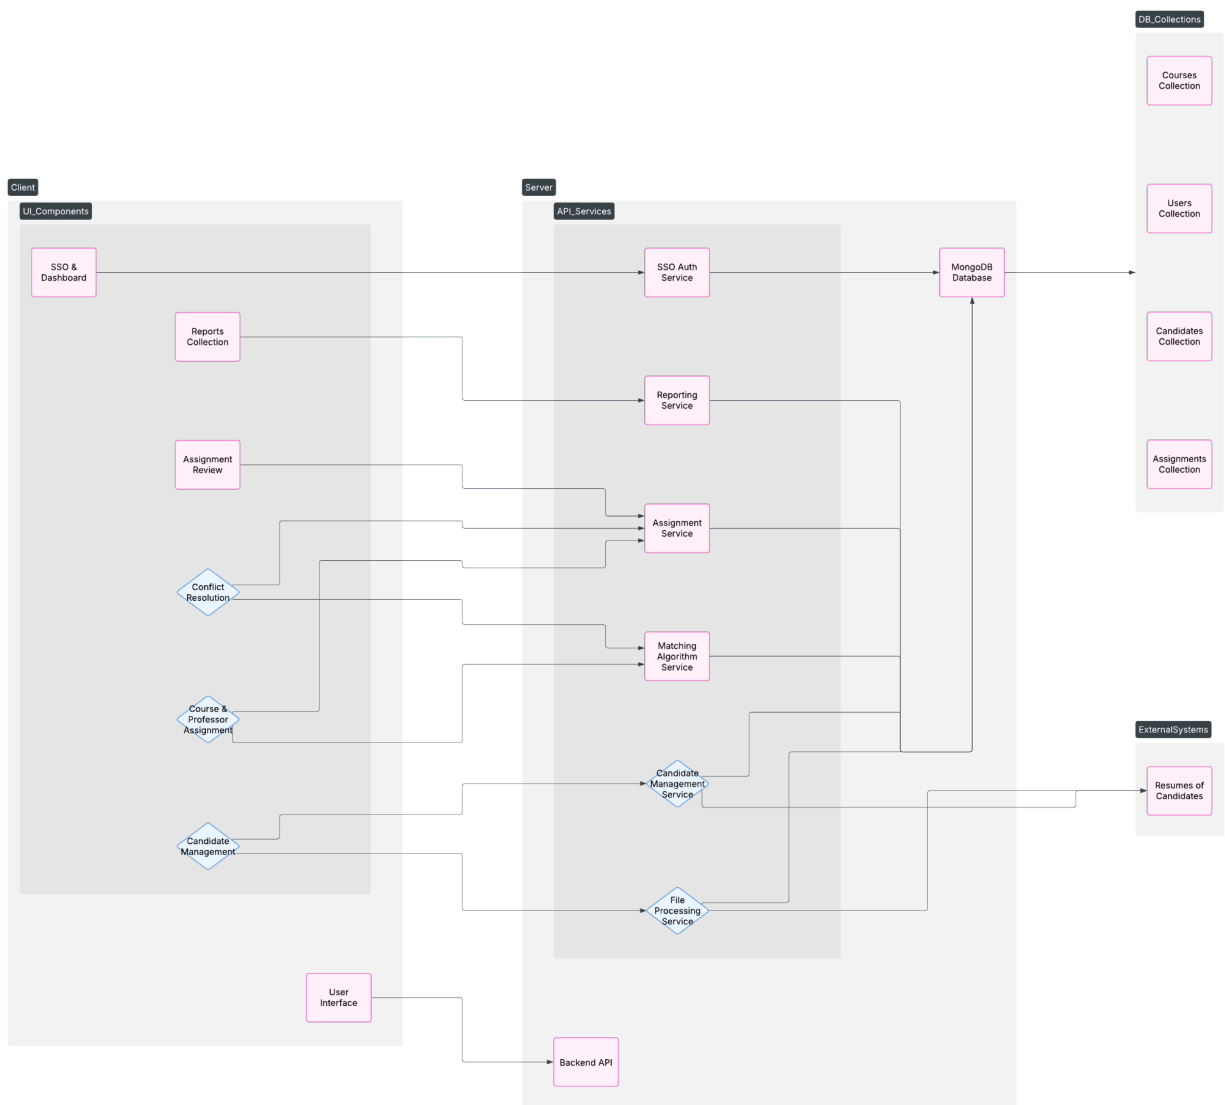 DB_Collections
Courses
Collection
Users
Collection
Candidates
Collection
Assignments
Collection
Client
UI_Components
SSO &
Dashboard
Reports
Collection
Assignment
Review
Conflict
Resolution
Course &
Professor
Assignment
Candidate
Management
User
Interface
Server
API_Services
SSO Auth
Service
Reporting
Service
Assignment
Service
Matching
Algorithm
Service
Candidate
Management
Service
File
Processing
Service
Backend API
MongoDB
Database
ExternalSystems
Resumes of
Candidates